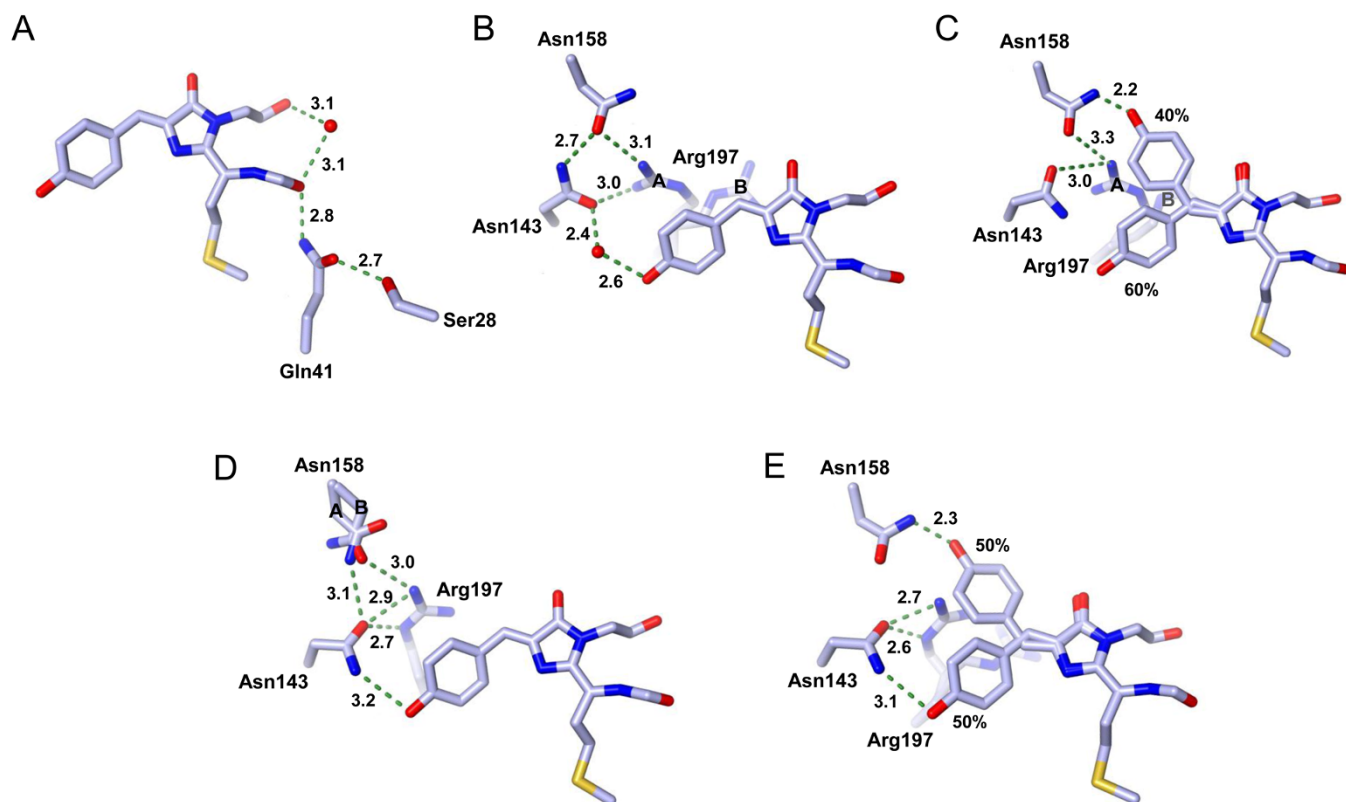 A
3.1
3.1
2.8
2.7
Ser28
Gln41
B
Asn158
2.7
3.1
Arg197
A
B
3.0
Asn143
2.4
2.6
C
Asn158
2.2
40%
3.3
3.0
A
B
Asn143
Arg197
60%
D
Asn158
A
B
3.0
Arg197
3.1
2.9
2.7
Asn143
3.2
E
Asn158
2.3
50%
2.7
2.6
Asn143
3.1
50%
Arg197